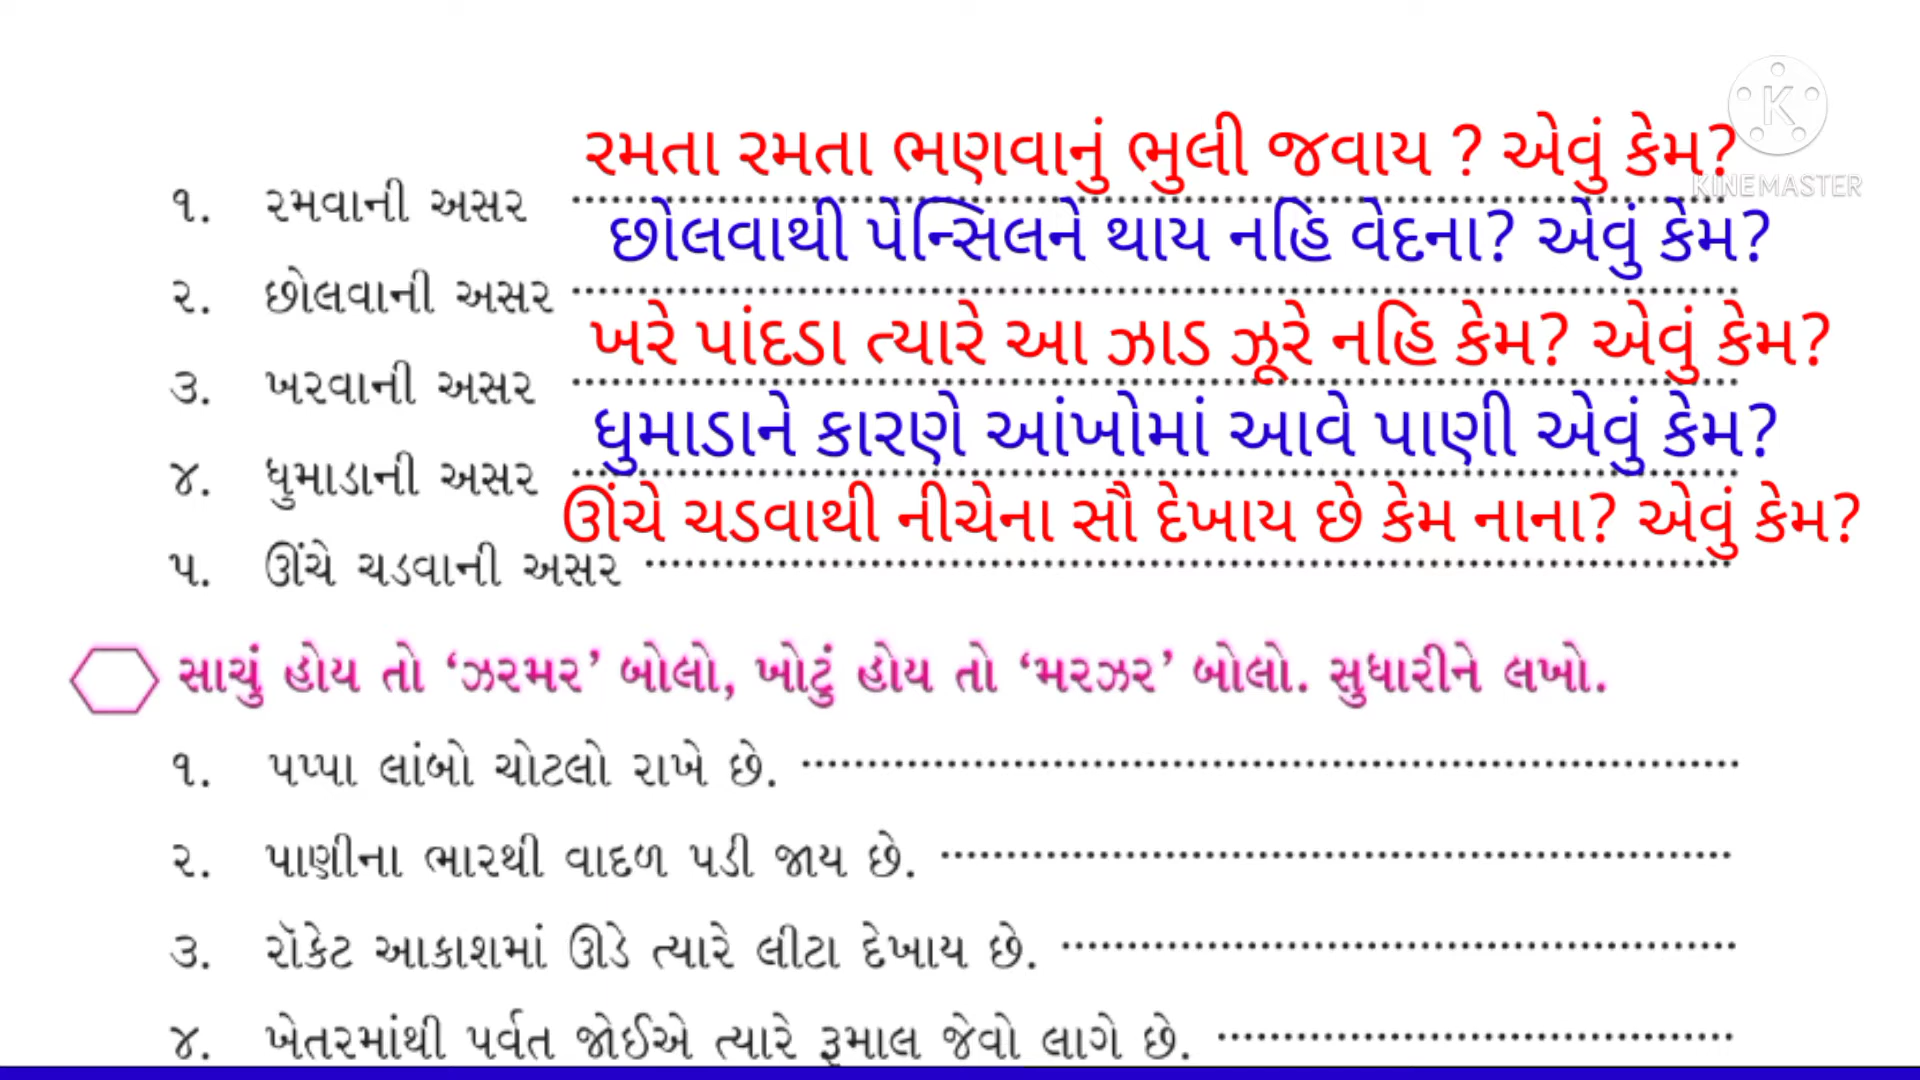 રમતા રમતા ભણવાનું ભુલી જવાય ? એવું કેમ?
KINEMASTER
૧. રમવાની અસર
છોલવાથી પેન્સિલને થાય નહિ વેદના? એવું કેમ?
૨. છોલવાની અસર
ખરે પાંદડા ત્યારે આ ઝાડ ઝૂરે નહિ કેમ? એવું કેમ?
૩. ખરવાની અસર
ધુમાડાને કારણે આંખોમાં આવે પાણી એવું કેમ?
૪. ધુમાડાની અસર
ઊંચે ચડવાથી નીચેના સૌ દેખાય છે કેમ નાના? એવું કેમ?
૫. ઊંચે ચડવાની અસર
સાચું હોય તો ‘ઝરમર’ બોલો, ખોટું હોય તો ‘મરઝર’ બોલો. સુધારીને લખો.
૧. પપ્પા લાંબો ચોટલો રાખે છે.
૨. પાણીના ભારથી વાદળ પડી જાય છે.
૩. રૉકેટ આકાશમાં ઊડે ત્યારે લીટા દેખાય છે.
૪. ખેતરમાંથી પર્વત જોઈએ ત્યારે રૂમાલ જેવો લાગે છે.